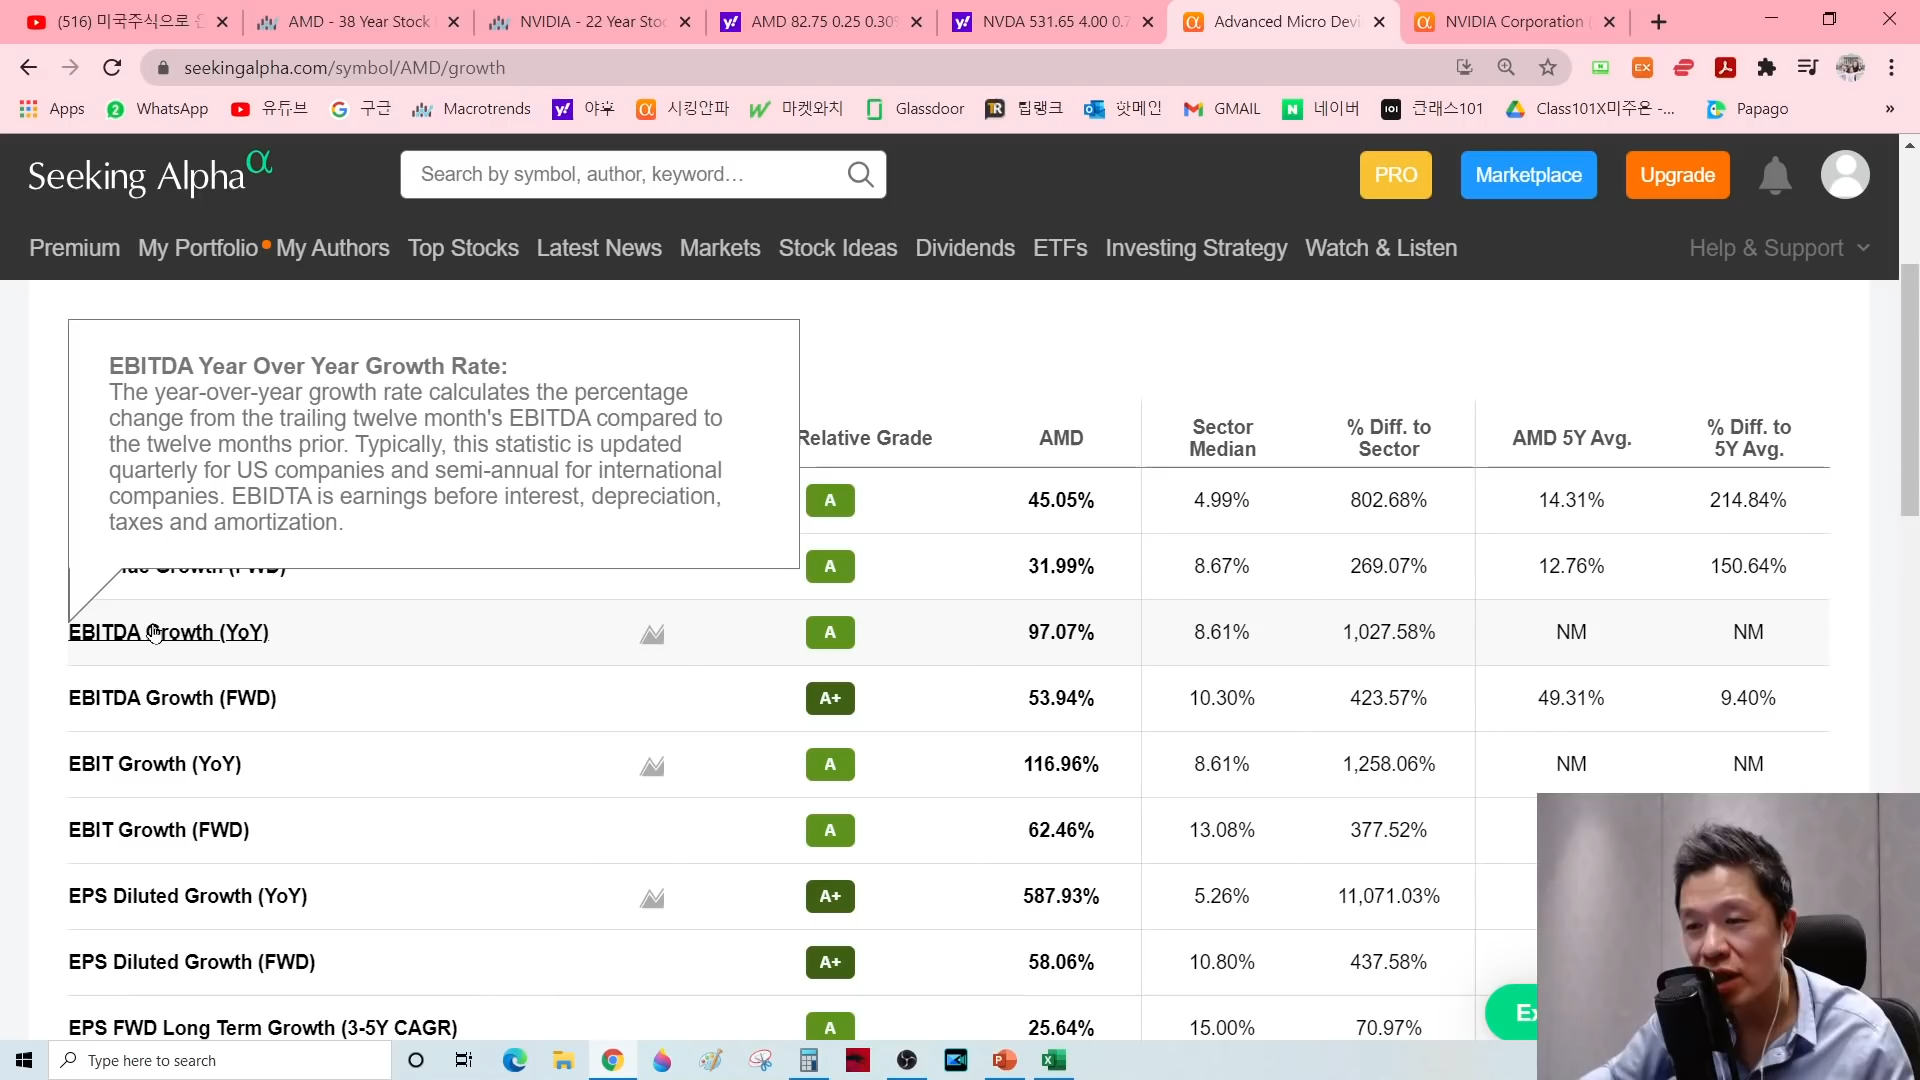 (516) 미국주식으로 은
AMD - 38 Year Stock
NVIDIA - 22 Year Stoc
AMD 82.75 0.25 0.30%
NVDA 531.65 4.00 0.7
Advanced Micro Devi
NVIDIA Corporation
seekingalpha.com/symbol/AMD/growth
Apps
WhatsApp
유튜브
구글
Macrotrends
야후
시킹알파
마켓와치
Glassdoor
팁랭크
핫메일
GMAIL
네이버
클래스101
Class101X미주은 -...
Papago
»
Seeking Alpha α
Search by symbol, author, keyword...
PRO
Marketplace
Upgrade
Premium
My Portfolio
My Authors
Top Stocks
Latest News
Markets
Stock Ideas
Dividends
ETFs
Investing Strategy
Watch & Listen
Help & Support
EBITDA Year Over Year Growth Rate:
The year-over-year growth rate calculates the percentage
change from the trailing twelve month's EBITDA compared to
the twelve months prior. Typically, this statistic is updated
quarterly for US companies and semi-annual for international
companies. EBIDTA is earnings before interest, depreciation,
taxes and amortization.
Relative Grade AMD Sector Median % Diff. to Sector AMD 5Y Avg. % Diff. to 5Y Avg.
A 45.05% 4.99% 802.68% 14.31% 214.84%
Growth (FWD) A 31.99% 8.67% 269.07% 12.76% 150.64%
EBITDA Growth (YoY) A 97.07% 8.61% 1,027.58% NM NM
EBITDA Growth (FWD) A+ 53.94% 10.30% 423.57% 49.31% 9.40%
EBIT Growth (YoY) A 116.96% 8.61% 1,258.06% NM NM
EBIT Growth (FWD) A 62.46% 13.08% 377.52%
EPS Diluted Growth (YoY) A+ 587.93% 5.26% 11,071.03%
EPS Diluted Growth (FWD) A+ 58.06% 10.80% 437.58%
EPS FWD Long Term Growth (3-5Y CAGR) A 25.64% 15.00% 70.97%
Type here to search